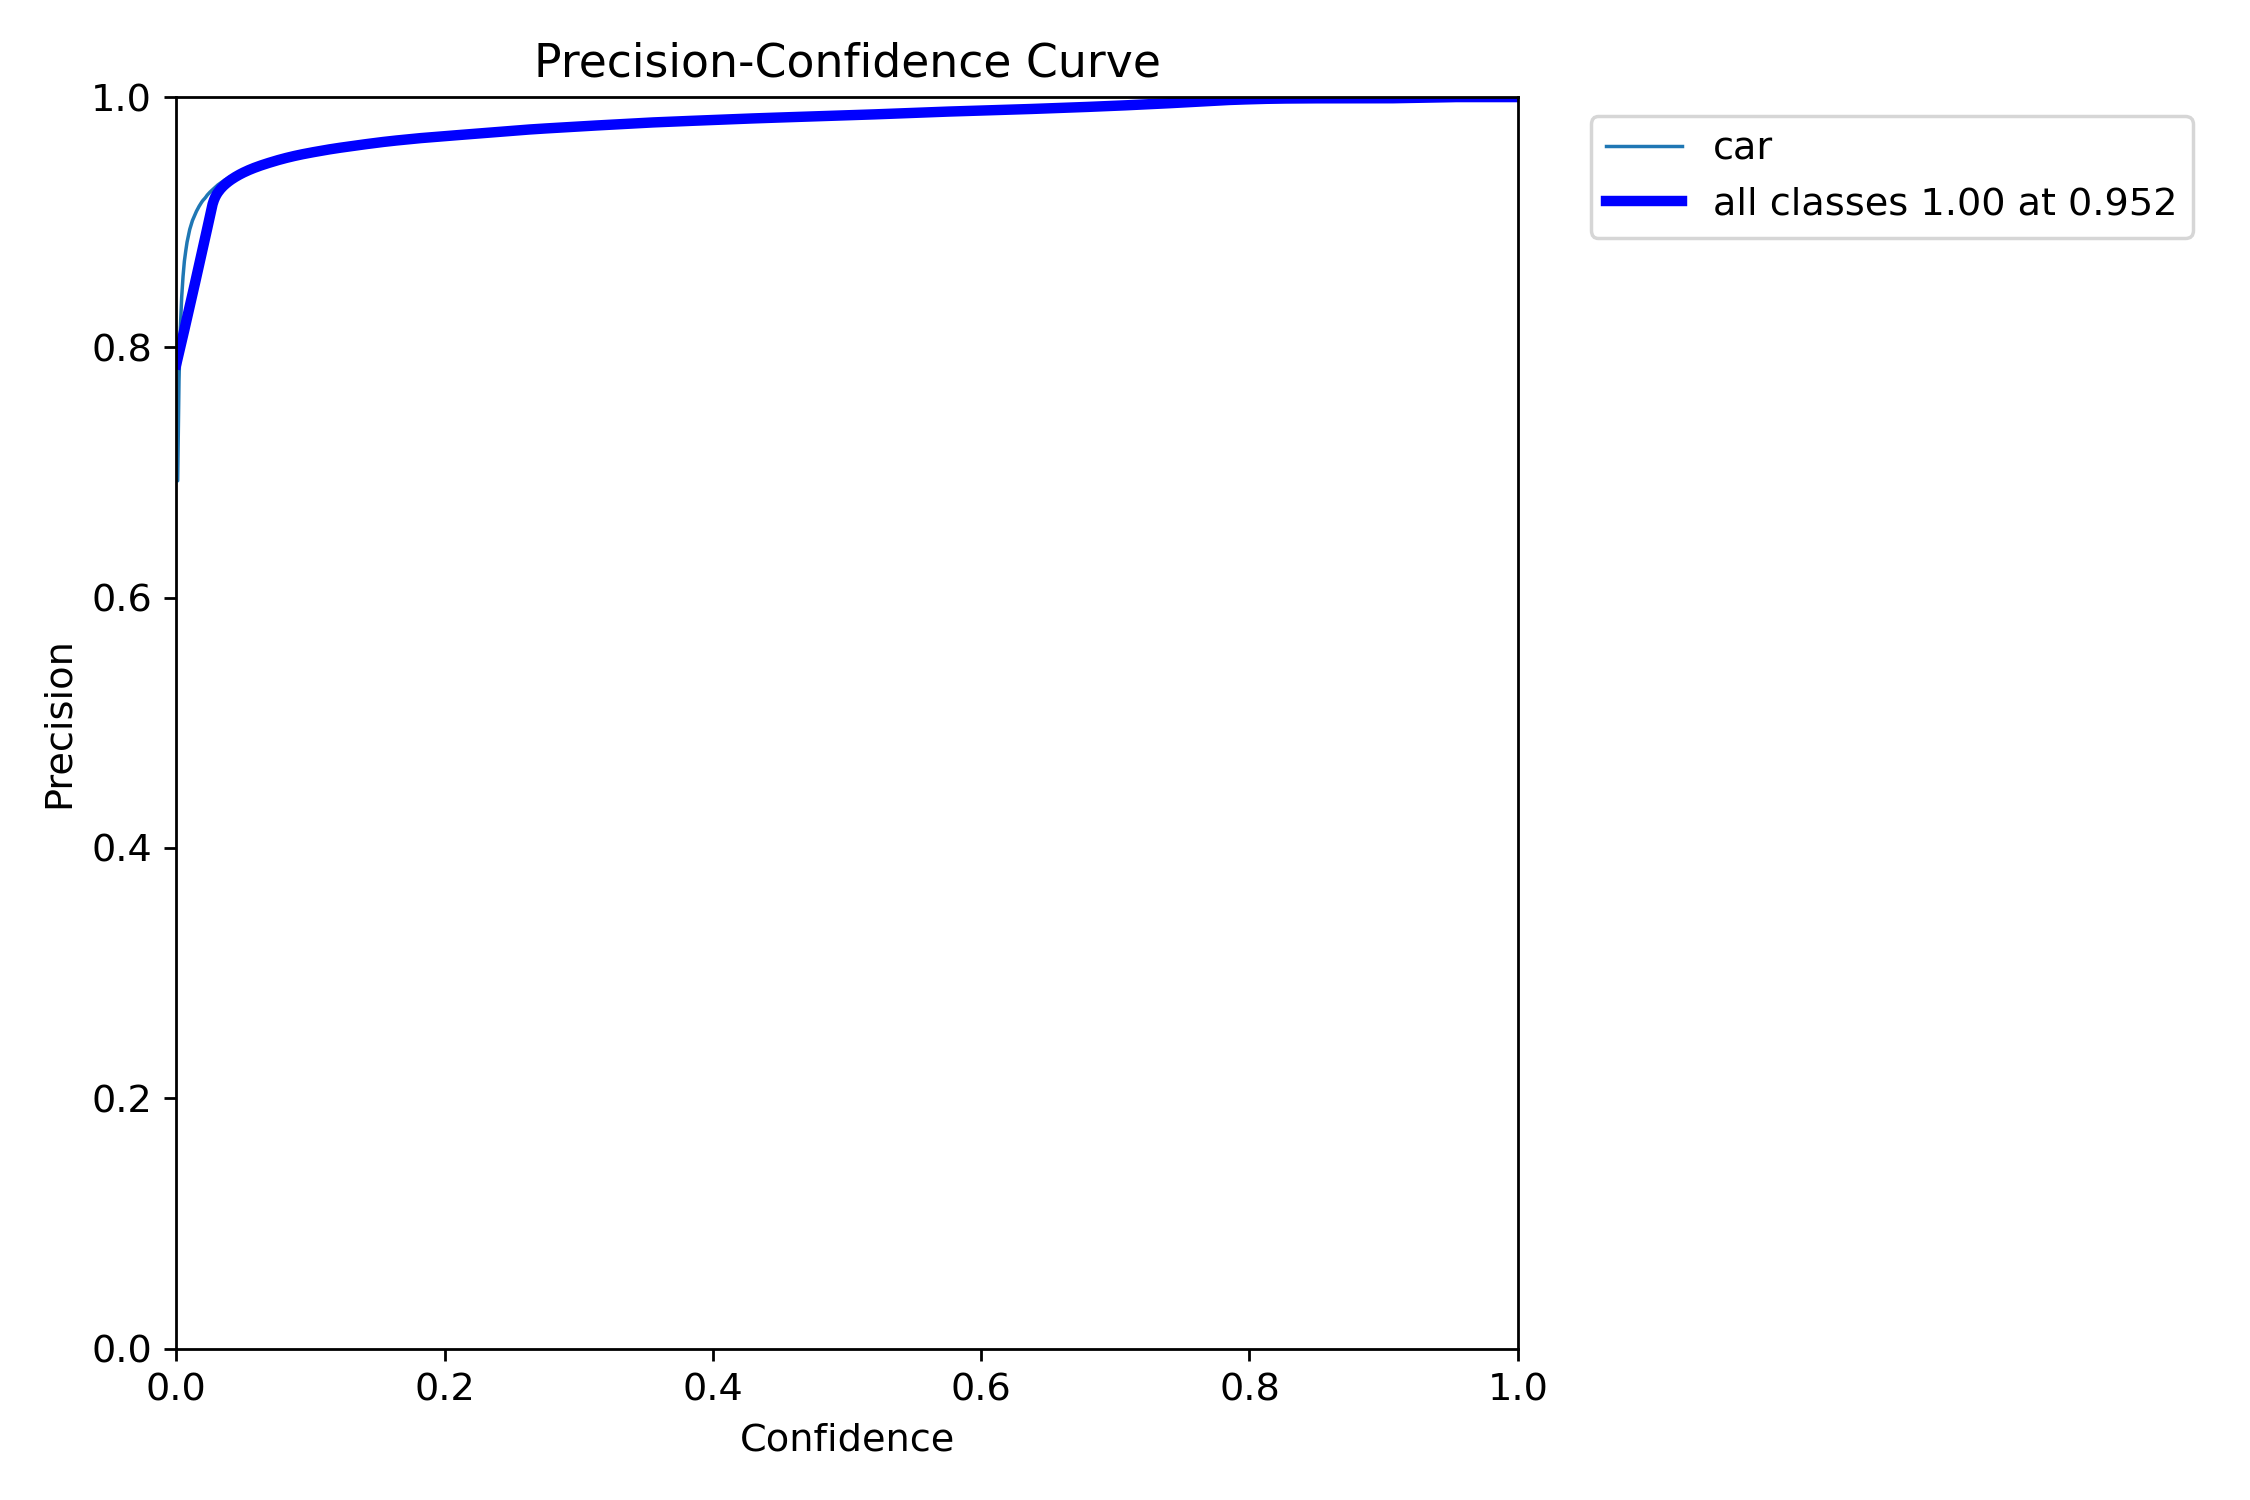 Precision-Confidence Curve
car
all classes 1.00 at 0.952
1.0
0.8
0.6
0.4
0.2
0.0
Precision
0.0 0.2 0.4 0.6 0.8 1.0
Confidence